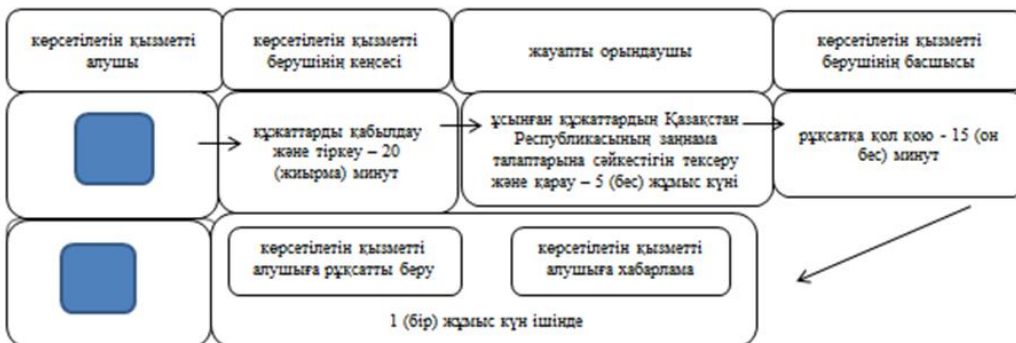 көрсетілетін қызметті
алушы
көрсетілетін қызметті
берушінің кеңсесі
жауапты орындаушы
көрсетілетін қызметті
берушінің басшысы
құжаттарды қабылдау
және тіркеу – 20
(жиырма) минут
ұсынған құжаттардың Қазақстан
Республикасының заңнама
талаптарына сәйкестігін тексеру
және қарау – 5 (бес) жұмыс күні
рұқсатқа қол қою - 15 (он
бес) минут
көрсетілетін қызметті
алушыға рұқсатты беру
көрсетілетін қызметті
алушыға хабарлама
1 (бір) жұмыс күн ішінде